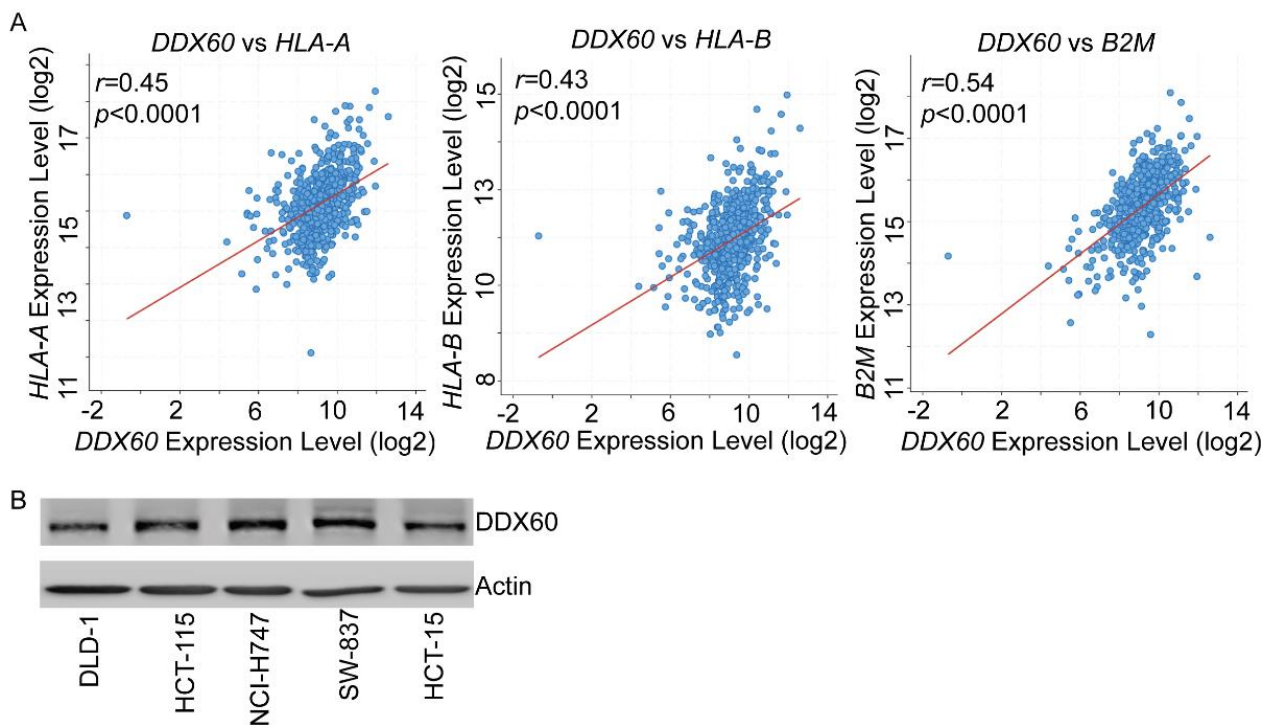 A
DDX60 vs HLA-A
r=0.45
p<0.0001
HLA-A Expression Level (log2)
17
15
13
11
-2 2 6 10 14
DDX60 Expression Level (log2)
DDX60 vs HLA-B
r=0.43
p<0.0001
HLA-B Expression Level (log2)
15
13
10
8
-2 2 6 10 14
DDX60 Expression Level (log2)
DDX60 vs B2M
r=0.54
p<0.0001
B2M Expression Level (log2)
17
15
13
11
-2 2 6 10 14
DDX60 Expression Level (log2)
B
DDX60
Actin
DLD-1
HCT-115
NCI-H747
SW-837
HCT-15